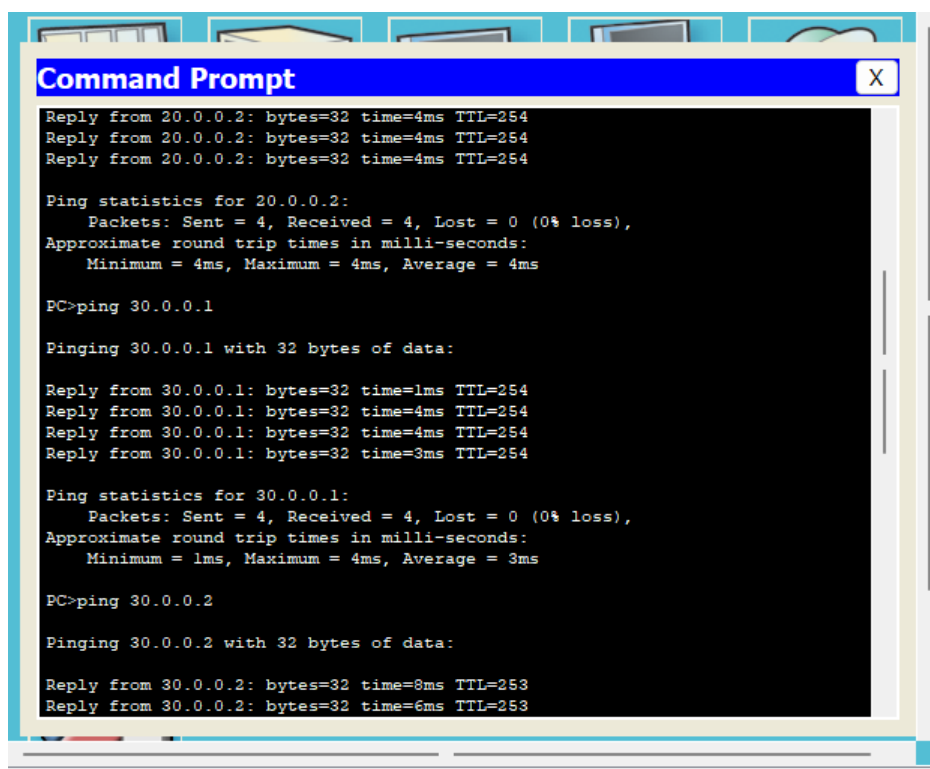 Command Prompt
X
Reply from 20.0.0.2: bytes=32 time=4ms TTL=254
Reply from 20.0.0.2: bytes=32 time=4ms TTL=254
Reply from 20.0.0.2: bytes=32 time=4ms TTL=254
Ping statistics for 20.0.0.2:
Packets: Sent = 4, Received = 4, Lost = 0 (0% loss),
Approximate round trip times in milli-seconds:
Minimum = 4ms, Maximum = 4ms, Average = 4ms
PC>ping 30.0.0.1
Pinging 30.0.0.1 with 32 bytes of data:
Reply from 30.0.0.1: bytes=32 time=1ms TTL=254
Reply from 30.0.0.1: bytes=32 time=4ms TTL=254
Reply from 30.0.0.1: bytes=32 time=4ms TTL=254
Reply from 30.0.0.1: bytes=32 time=3ms TTL=254
Ping statistics for 30.0.0.1:
Packets: Sent = 4, Received = 4, Lost = 0 (0% loss),
Approximate round trip times in milli-seconds:
Minimum = 1ms, Maximum = 4ms, Average = 3ms
PC>ping 30.0.0.2
Pinging 30.0.0.2 with 32 bytes of data:
Reply from 30.0.0.2: bytes=32 time=8ms TTL=253
Reply from 30.0.0.2: bytes=32 time=6ms TTL=253